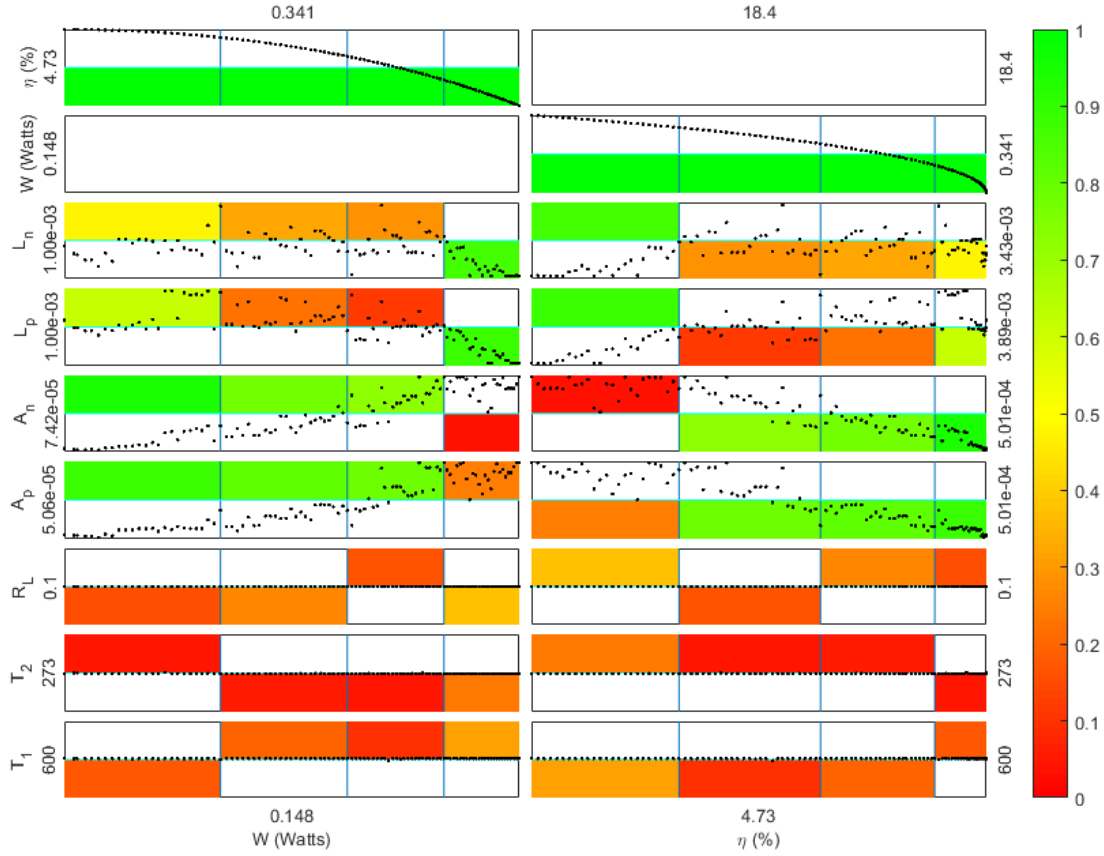 0.341 18.4
η (%)
4.73
18.4
W (Watts)
0.148
0.341
L_n
1.00e-03
3.43e-03
L_p
1.00e-03
3.89e-03
A_n
7.42e-05
5.01e-04
A_p
5.06e-05
5.01e-04
R_L
0.1
0.1
T_2
273
273
T_1
600
600
0.148 4.73
W (Watts) η (%)
1
0.9
0.8
0.7
0.6
0.5
0.4
0.3
0.2
0.1
0